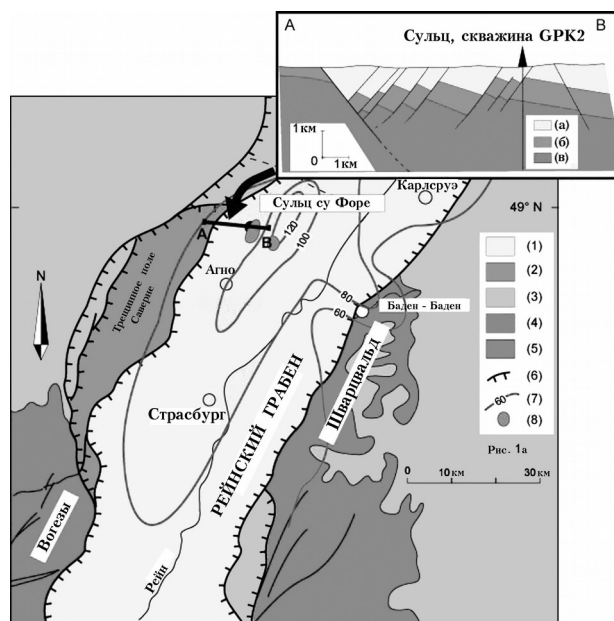 A
B
Сульц, скважина GPK2
1 км
0
1 км
(а)
(б)
(в)
Карлсруэ
49° N
Сульц су Форе
A
B
120
100
Агно
Трещинное поле
Саверне
N
80
60
Баден - Баден
(1)
(2)
(3)
(4)
(5)
(6)
60
(7)
(8)
Страсбург
РЕЙНСКИЙ ГРАБЕН
Шварцвальд
Рис. 1а
0
10 км
30 км
Вогезы
Рейн